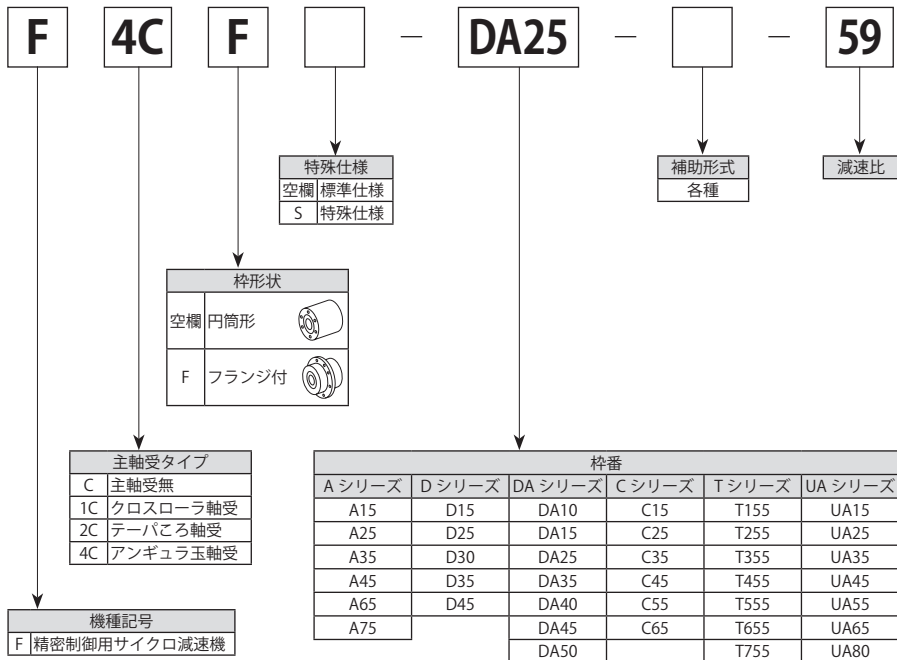 F 4C F － DA25 － － 59
特殊仕様
空欄 標準仕様
S 特殊仕様
補助形式
各種
減速比
枠形状
空欄 円筒形
F フランジ付
主軸受タイプ
C 主軸受無
1C クロスローラ軸受
2C テーパころ軸受
4C アンギュラ玉軸受
機種記号
F 精密制御用サイクロ減速機
枠番
A シリーズ D シリーズ DA シリーズ C シリーズ T シリーズ UA シリーズ
A15 D15 DA10 C15 T155 UA15
A25 D25 DA15 C25 T255 UA25
A35 D30 DA25 C35 T355 UA35
A45 D35 DA35 C45 T455 UA45
A65 D45 DA40 C55 T555 UA55
A75 DA45 C65 T655 UA65
DA50 T755 UA80